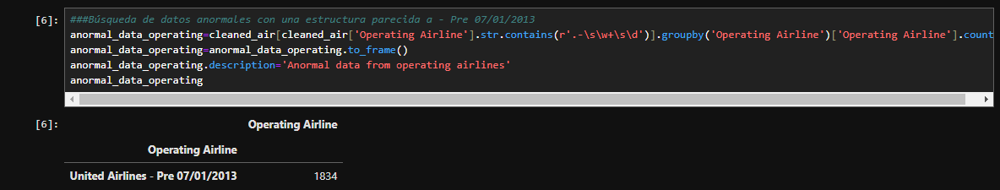 [6]: ###Búsqueda de datos anormales con una estructura parecida a - Pre 07/01/2013
anormal_data_operating=cleaned_air[cleaned_air['Operating Airline'].str.contains(r'.-\s\w+\s\d')].groupby('Operating Airline')['Operating Airline'].count
anormal_data_operating=anormal_data_operating.to_frame()
anormal_data_operating.description='Anormal data from operating airlines'
anormal_data_operating
[6]: Operating Airline
Operating Airline
United Airlines - Pre 07/01/2013 1834